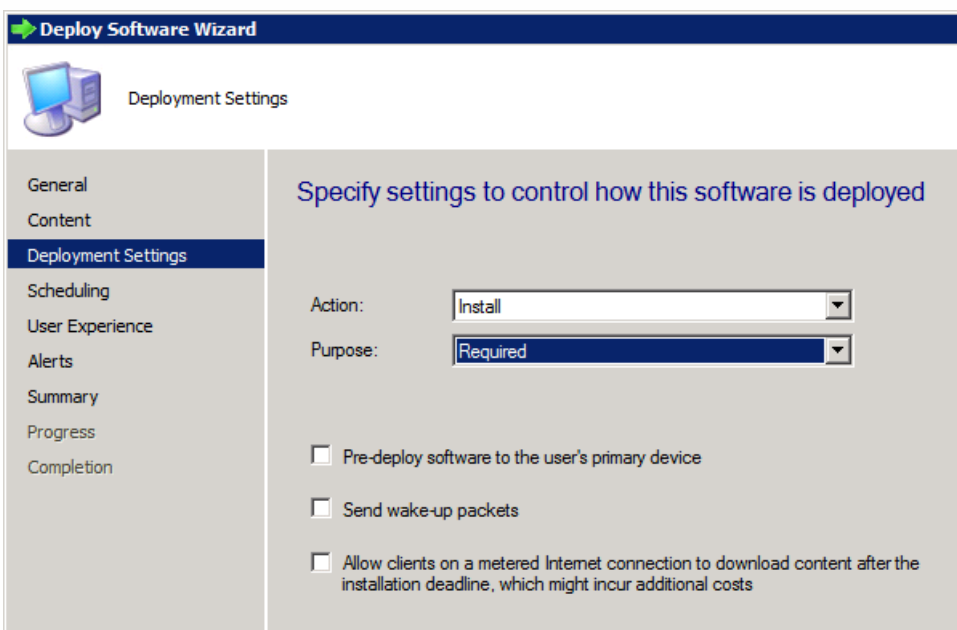 Deploy Software Wizard
Deployment Settings
General
Content
Deployment Settings
Scheduling
User Experience
Alerts
Summary
Progress
Completion
Specify settings to control how this software is deployed
Action: Install
Purpose: Required
Pre-deploy software to the user's primary device
Send wake-up packets
Allow clients on a metered Internet connection to download content after the
installation deadline, which might incur additional costs